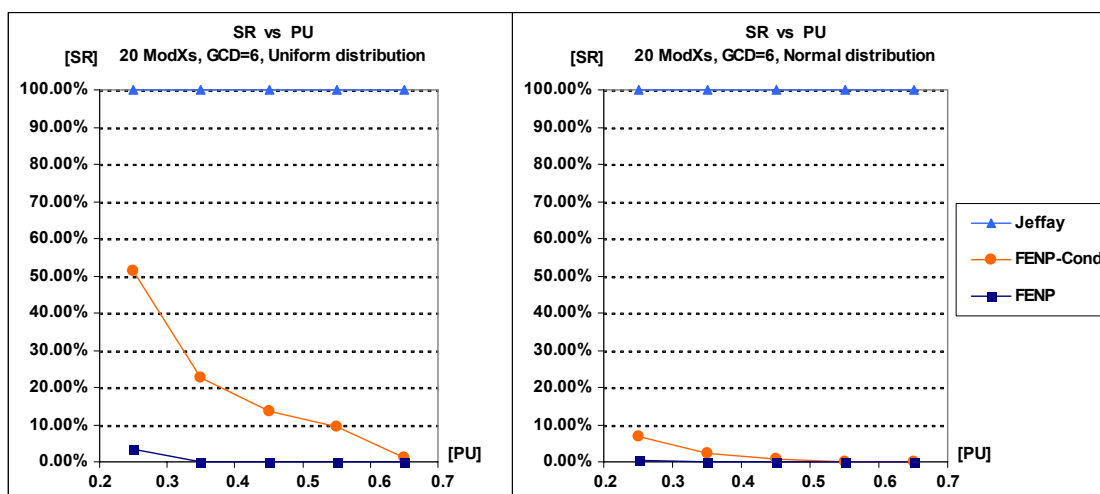 SR vs PU
[SR] 20 ModXs, GCD=6, Uniform distribution
100.00%
90.00%
80.00%
70.00%
60.00%
50.00%
40.00%
30.00%
20.00%
10.00%
0.00%
[PU]
0.2 0.3 0.4 0.5 0.6 0.7
SR vs PU
[SR] 20 ModXs, GCD=6, Normal distribution
100.00%
90.00%
80.00%
70.00%
60.00%
50.00%
40.00%
30.00%
20.00%
10.00%
0.00%
[PU]
0.2 0.3 0.4 0.5 0.6 0.7
Jeffay
FENP-Cond
FENP